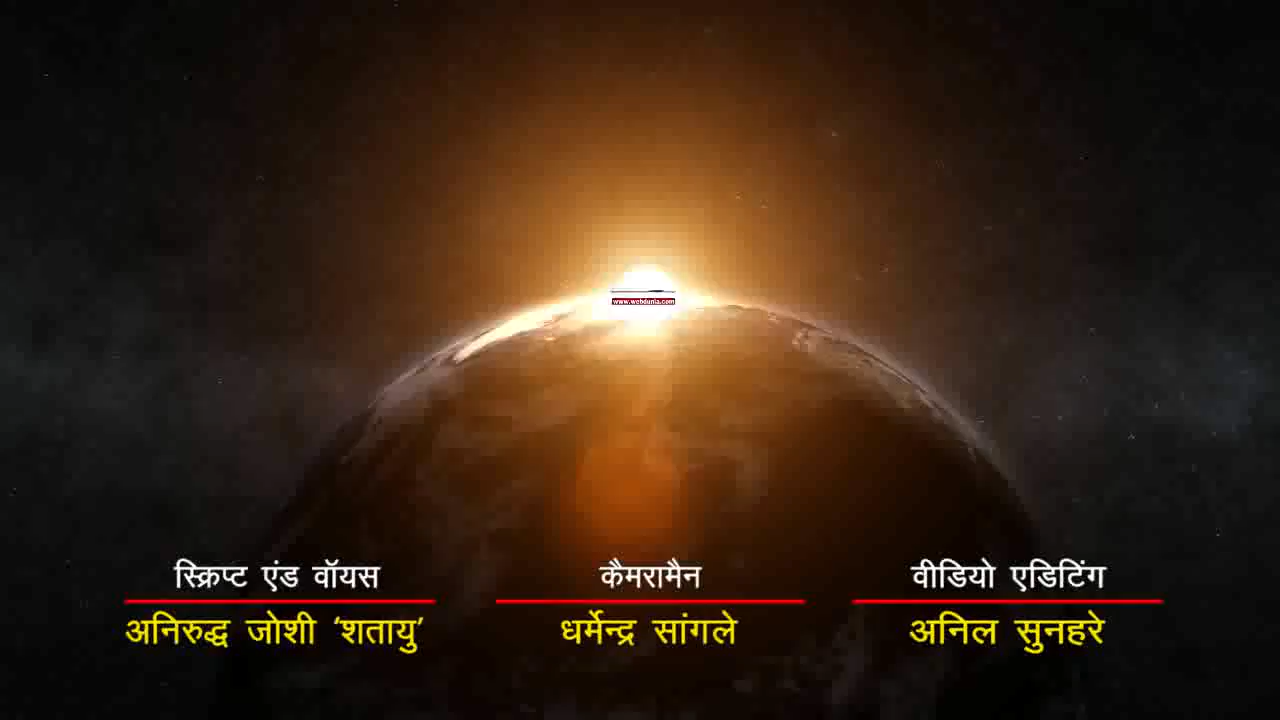 www.webdunia.com
स्क्रिप्ट एंड वॉयस
अनिरुद्ध जोशी ‘शतायु’
कैमरामैन
धर्मेन्द्र सांगले
वीडियो एडिटिंग
अनिल सुनहरे